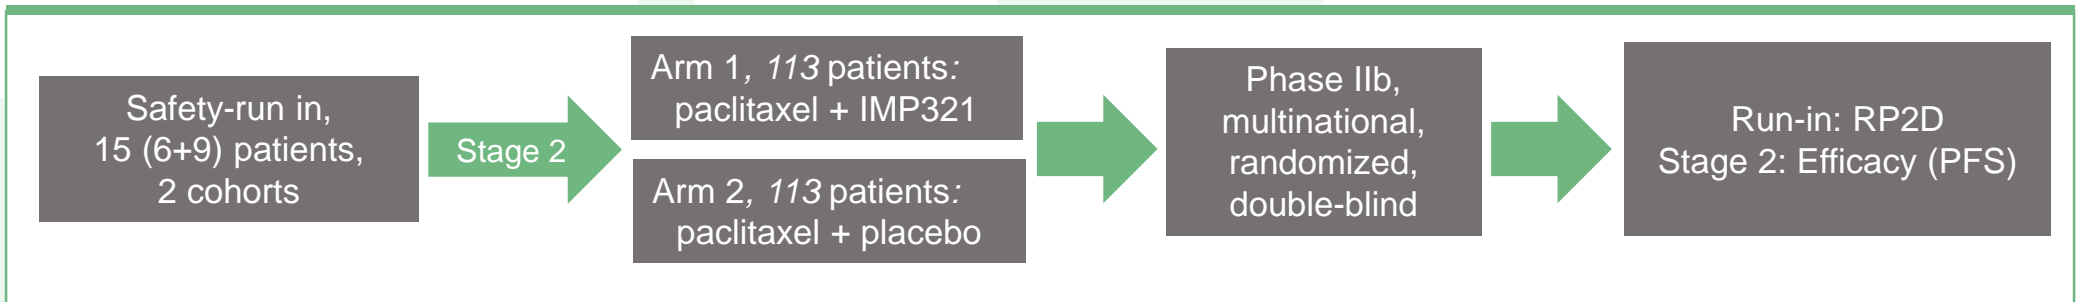 Safety-run in,
15 (6+9) patients,
2 cohorts
Stage 2
Arm 1, 113 patients:
paclitaxel + IMP321
Arm 2, 113 patients:
paclitaxel + placebo
Phase IIb,
multinational,
randomized,
double-blind
Run-in: RP2D
Stage 2: Efficacy (PFS)